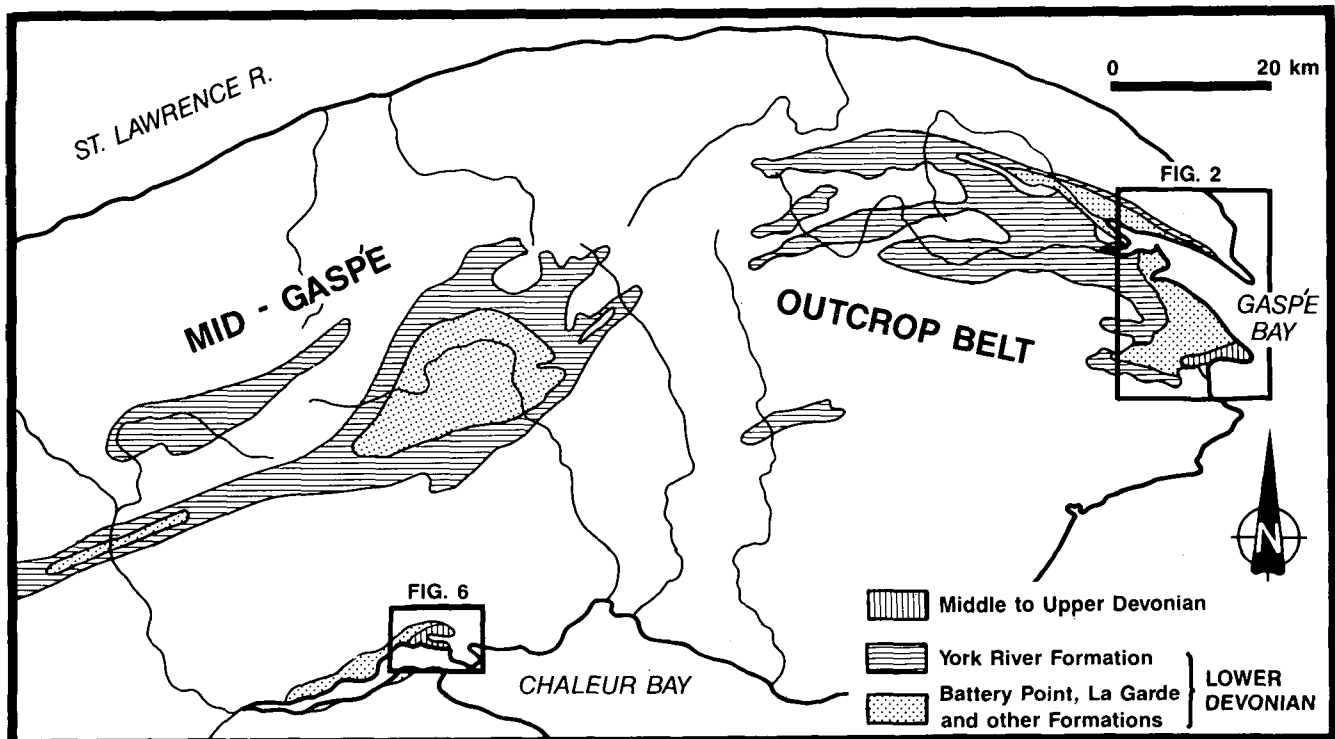 ST. LAWRENCE R.
0 20 km
FIG. 2
MID - GASPÉ
OUTCROP BELT
GASPÉ
BAY
N
FIG. 6
CHALEUR BAY
Middle to Upper Devonian
York River Formation
Battery Point, La Garde
and other Formations
LOWER
DEVONIAN